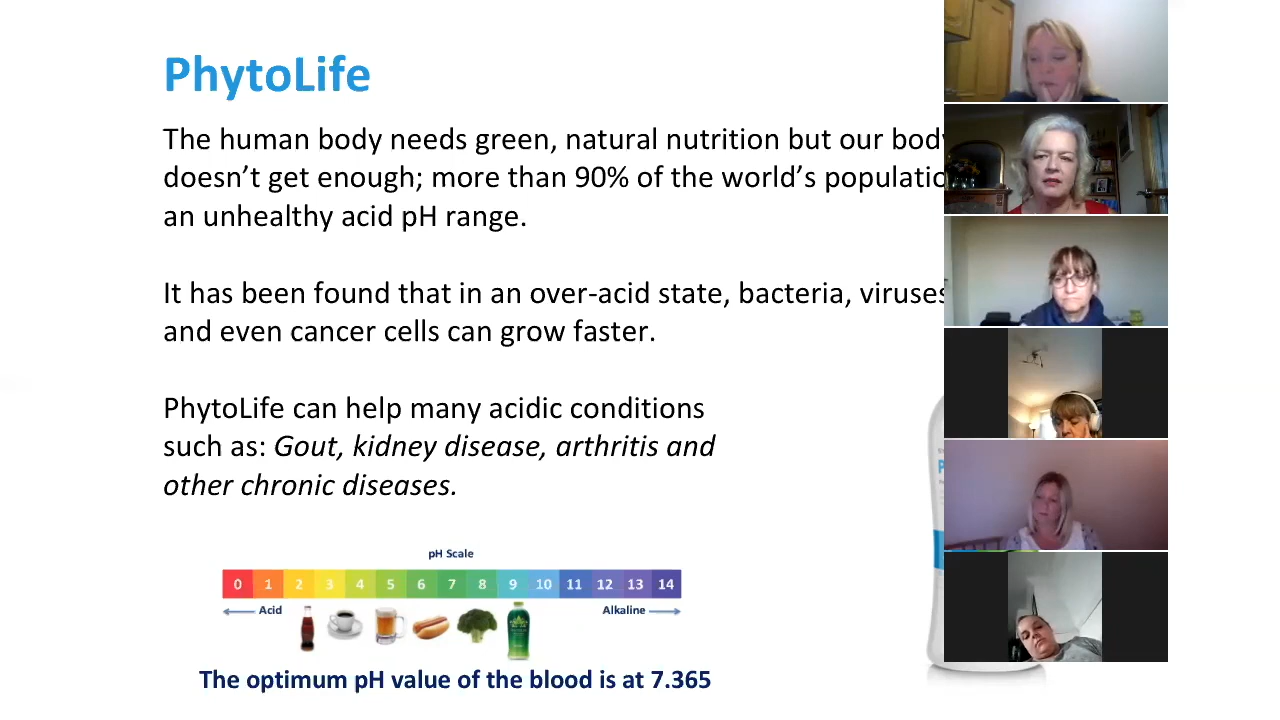 PhytoLife
The human body needs green, natural nutrition but our body
doesn’t get enough; more than 90% of the world’s populatio
an unhealthy acid pH range.
It has been found that in an over-acid state, bacteria, viruses
and even cancer cells can grow faster.
PhytoLife can help many acidic conditions
such as: Gout, kidney disease, arthritis and
other chronic diseases.
pH Scale
0 1 2 3 4 5 6 7 8 9 10 11 12 13 14
Acid Alkaline
The optimum pH value of the blood is at 7.365